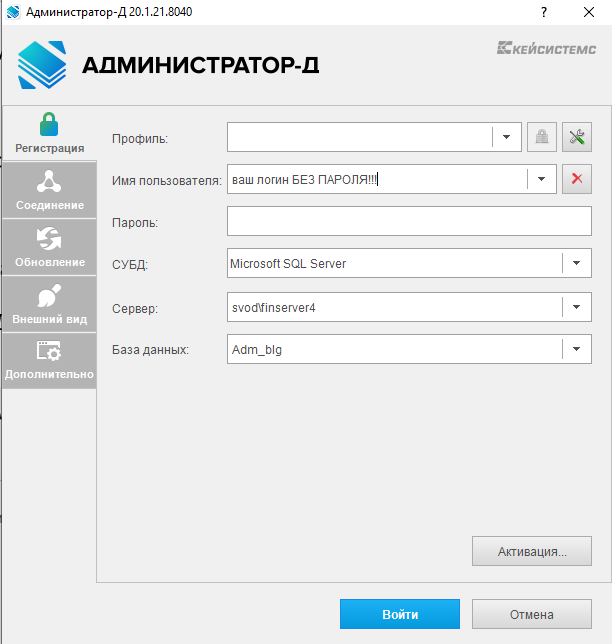 Администратор-Д 20.1.21.8040
?
АДМИНИСТРАТОР-Д
КЕЙСИСТЕМС
Регистрация
Соединение
Обновление
Внешний вид
Дополнительно
Профиль:
Имя пользователя: ваш логин БЕЗ ПАРОЛЯ!!!
Пароль:
СУБД: Microsoft SQL Server
Сервер: svod\finserver4
База данных: Adm_blg
Активация...
Войти Отмена